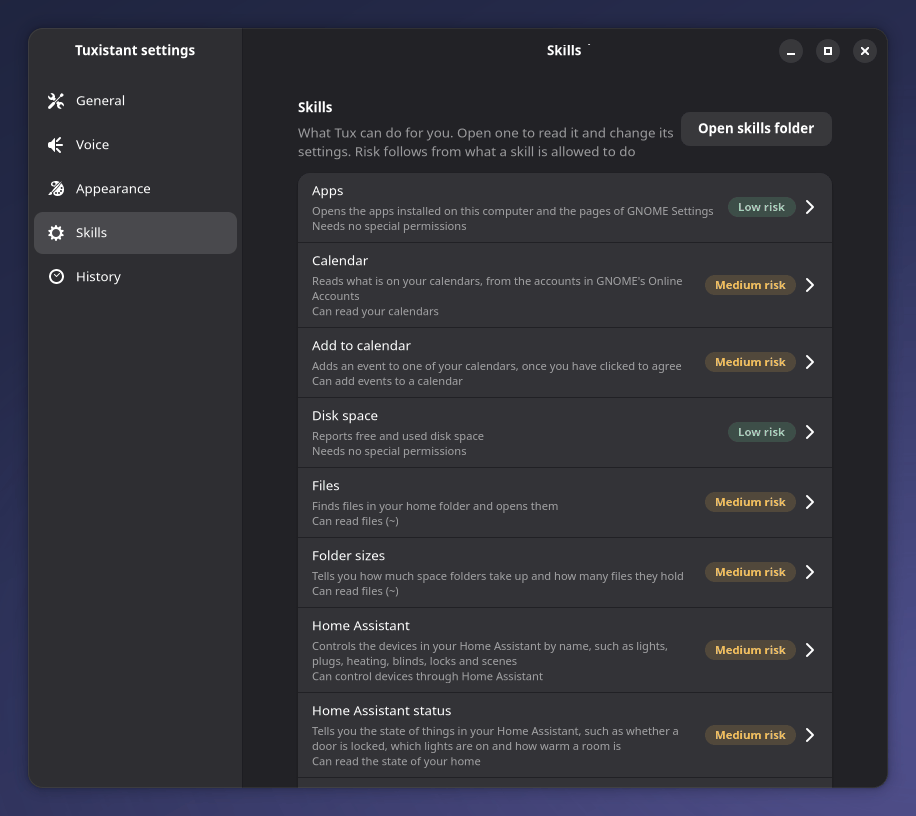 Tuxistant settings
Skills
General
Voice
Appearance
Skills
History
Skills
What Tux can do for you. Open one to read it and change its
settings. Risk follows from what a skill is allowed to do
Open skills folder
Apps
Opens the apps installed on this computer and the pages of GNOME Settings
Needs no special permissions
Low risk
Calendar
Reads what is on your calendars, from the accounts in GNOME's Online
Accounts
Can read your calendars
Medium risk
Add to calendar
Adds an event to one of your calendars, once you have clicked to agree
Can add events to a calendar
Medium risk
Disk space
Reports free and used disk space
Needs no special permissions
Low risk
Files
Finds files in your home folder and opens them
Can read files (~)
Medium risk
Folder sizes
Tells you how much space folders take up and how many files they hold
Can read files (~)
Medium risk
Home Assistant
Controls the devices in your Home Assistant by name, such as lights,
plugs, heating, blinds, locks and scenes
Can control devices through Home Assistant
Medium risk
Home Assistant status
Tells you the state of things in your Home Assistant, such as whether a
door is locked, which lights are on and how warm a room is
Can read the state of your home
Medium risk